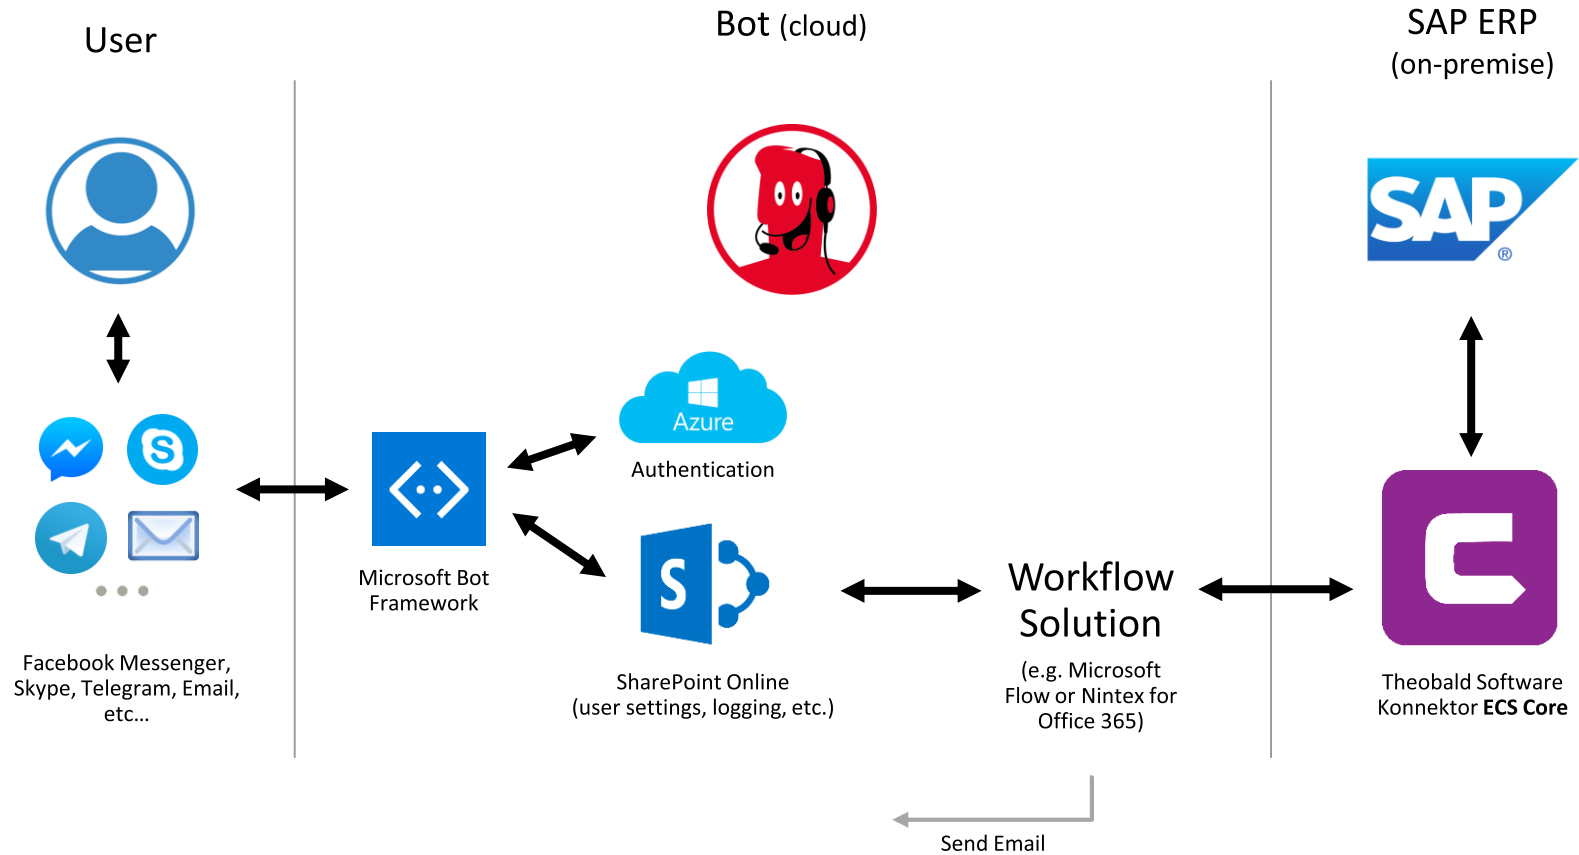 User
Bot (cloud)
SAP ERP
(on-premise)
SAP
®
Azure
Authentication
S
S
Microsoft Bot
Framework
Facebook Messenger,
Skype, Telegram, Email,
etc...
SharePoint Online
(user settings, logging, etc.)
Workflow
Solution
(e.g. Microsoft
Flow or Nintex for
Office 365)
Theobald Software
Konnektor ECS Core
Send Email